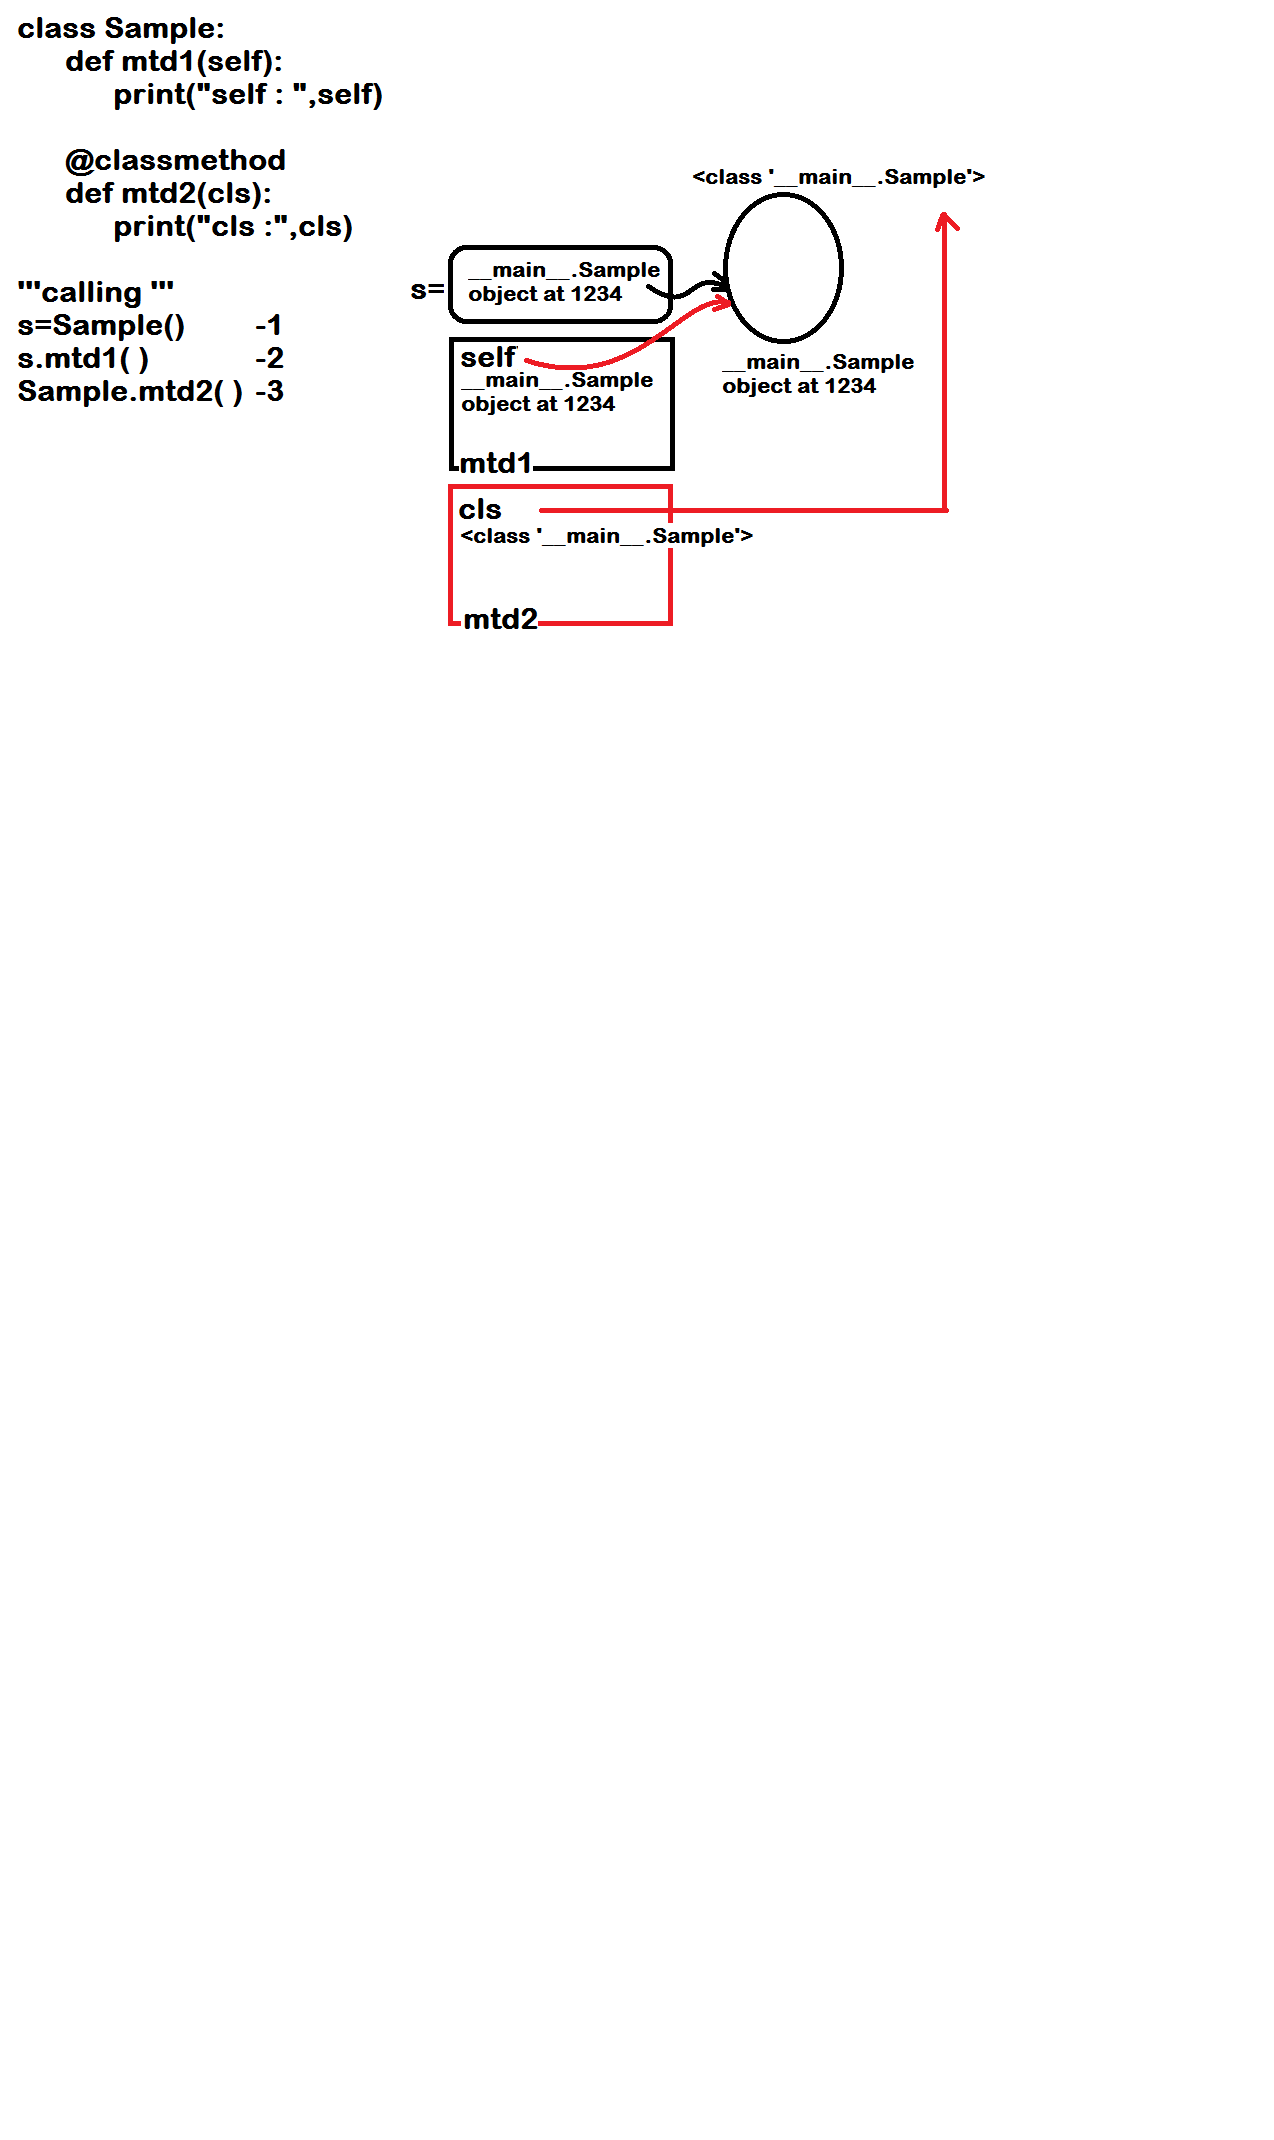 class Sample:
def mtd1(self):
print("self : ",self)
@classmethod
def mtd2(cls):
print("cls :",cls)
'''calling '''
s=Sample() -1
s.mtd1( ) -2
Sample.mtd2( ) -3
<class '__main__.Sample'>
s=
__main__.Sample
object at 1234
self
__main__.Sample
object at 1234
mtd1
__main__.Sample
object at 1234
cls
<class '__main__.Sample'>
mtd2